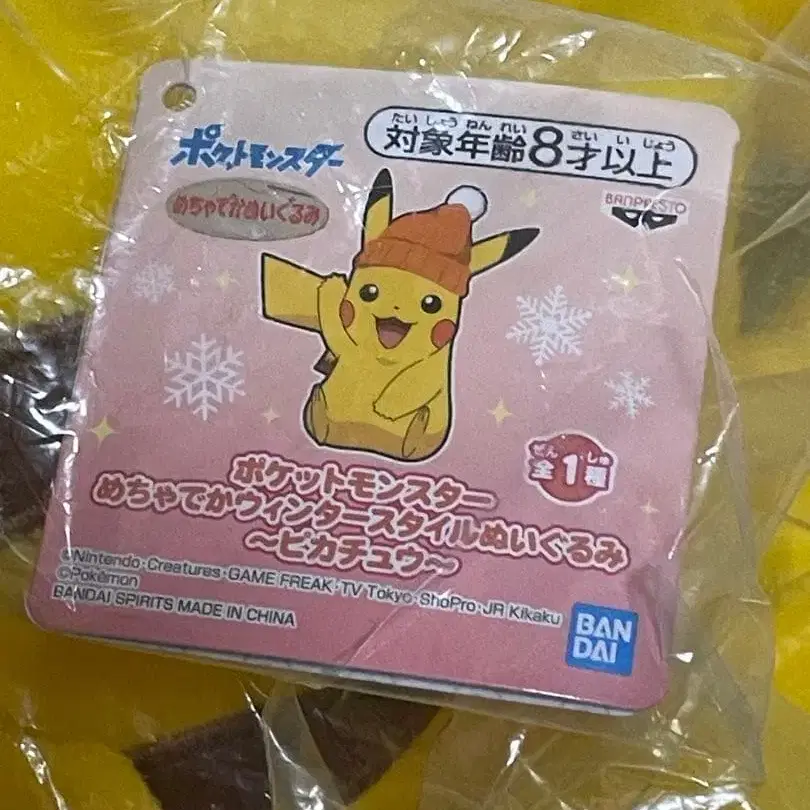 たいしょうねんれい さい いじょう
対象年齢8才以上
ポケットモンスター
めちゃでかぬいぐるみ
BANPRESTO
ぜん しゅ
全1種
ポケットモンスター
めちゃでかウィンタースタイルぬいぐるみ
〜ピカチュウ〜
©Nintendo・Creatures・GAME FREAK・TV Tokyo・ShoPro・JR Kikaku
©Pokémon
BANDAI SPIRITS MADE IN CHINA
BAN
DAI